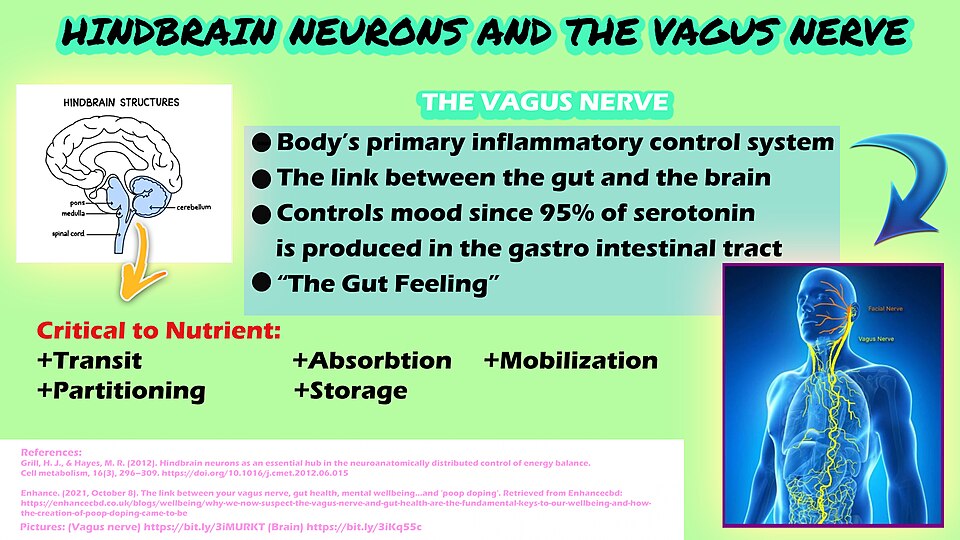 HINDBRAIN NEURONS AND THE VAGUS NERVE
HINDBRAIN STRUCTURES
pons
medulla
spinal cord
cerebellum
THE VAGUS NERVE
● Body's primary inflammatory control system
● The link between the gut and the brain
● Controls mood since 95% of serotonin
is produced in the gastro intestinal tract
● “The Gut Feeling”
Facial Nerve
Vagus Nerve
Critical to Nutrient:
+Transit +Absorbtion +Mobilization
+Partitioning +Storage
References:
Grill, H. J., & Hayes, M. R. (2012). Hindbrain neurons as an essential hub in the neuroanatomically distributed control of energy balance.
Cell metabolism, 16(3), 296–309. https://doi.org/10.1016/j.cmet.2012.06.015
Enhance. (2021, October 8). The link between your vagus nerve, gut health, mental wellbeing...and 'poop doping'. Retrieved from Enhancecbd:
https://enhancecbd.co.uk/blogs/wellbeing/why-we-now-suspect-the-vagus-nerve-and-gut-health-are-the-fundamental-keys-to-our-wellbeing-and-how-
the-creation-of-poop-doping-came-to-be
Pictures: (Vagus nerve) https://bit.ly/3iMURKT (Brain) https://bit.ly/3iKq55c